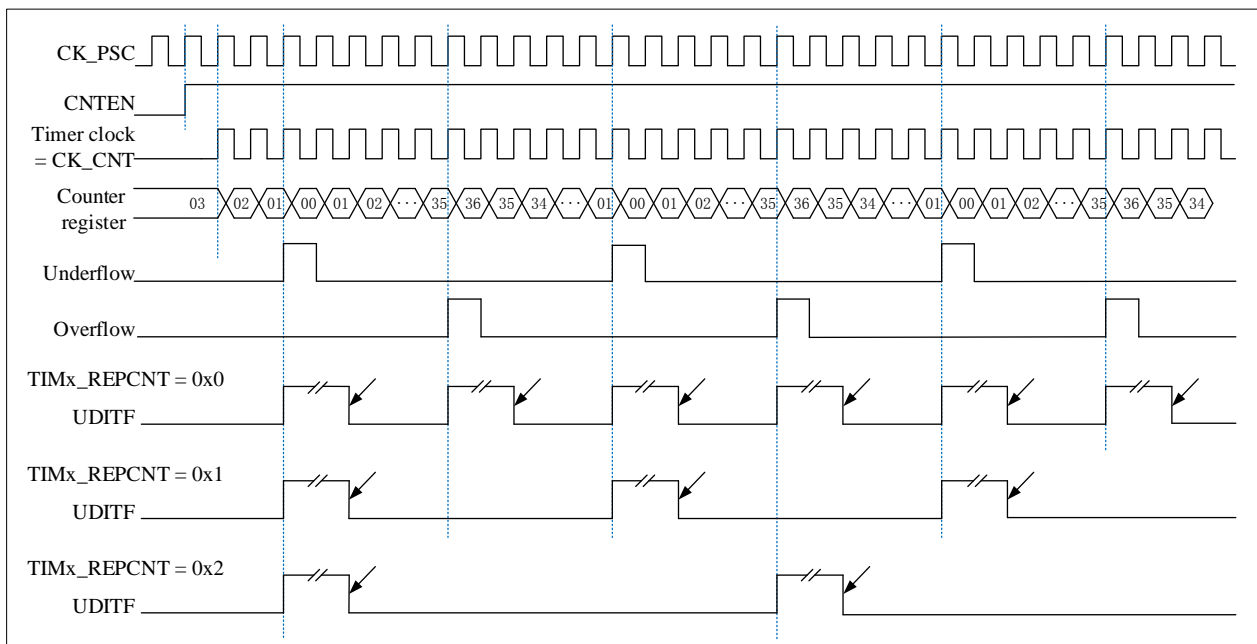 CK_PSC
CNTEN
Timer clock
= CK_CNT
Counter
register
03 02 01 00 01 02 ··· 35 36 35 34 ··· 01 00 01 02 ··· 35 36 35 34 ··· 01 00 01 02 ··· 35 36 35 34
Underflow
Overflow
TIMx_REPCNT = 0x0
UDITF
TIMx_REPCNT = 0x1
UDITF
TIMx_REPCNT = 0x2
UDITF